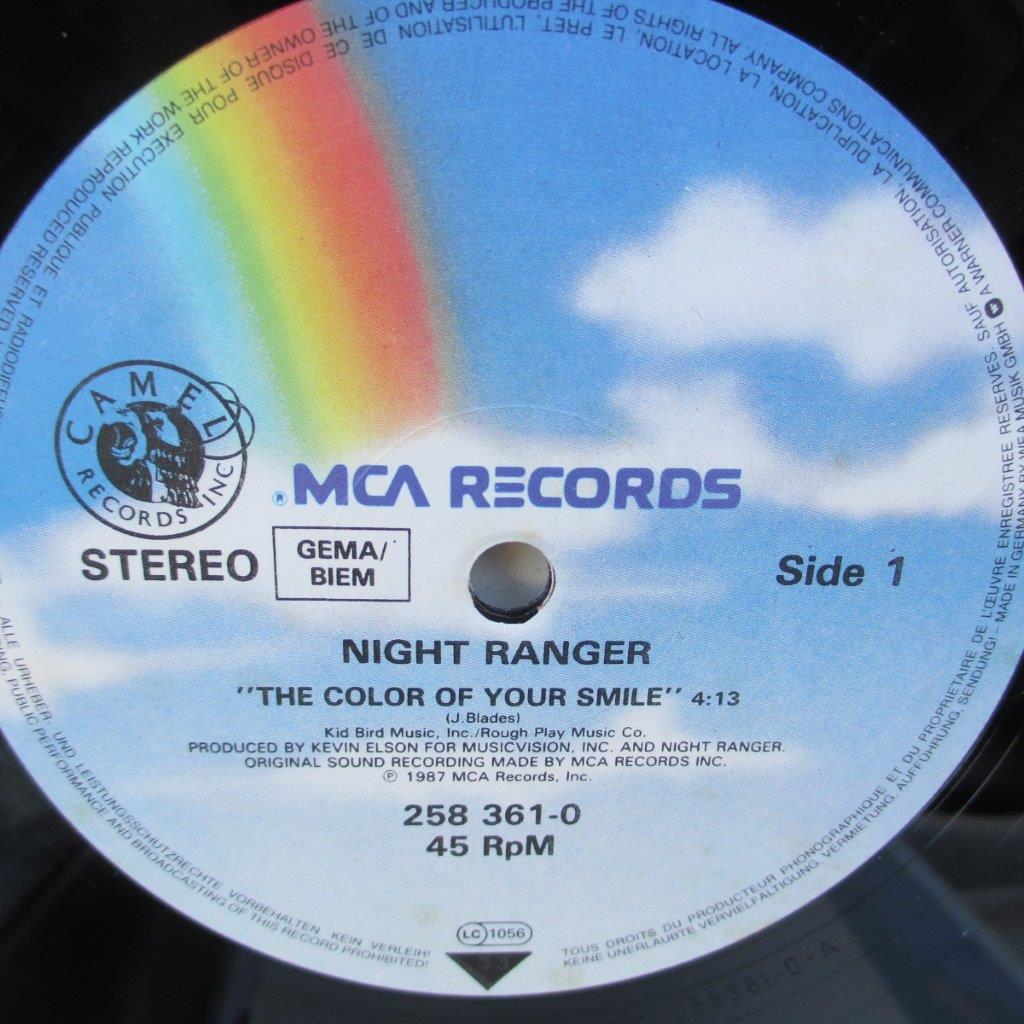 CAMEL
RECORDS INC
® MCA RECORDS
STEREO
GEMA/
BIEM
Side 1
NIGHT RANGER
"THE COLOR OF YOUR SMILE" 4:13
(J.Blades)
Kid Bird Music, Inc./Rough Play Music Co.
PRODUCED BY KEVIN ELSON FOR MUSICVISION, INC. AND NIGHT RANGER.
ORIGINAL SOUND RECORDING MADE BY MCA RECORDS INC.
℗ 1987 MCA Records, Inc.
258 361-0
45 RpM
LC 1056
ALLE URHEBER- UND LEISTUNGSSCHUTZRECHTE VORBEHALTEN KEIN VERLEIH!
PUBLIC PERFORMANCE AND BROADCASTING OF THIS RECORD PROHIBITED!
TOUS DROITS DU PRODUCTEUR PHONOGRAPHIQUE ET DU PROPRIETAIRE DE L'ŒUVRE ENREGISTREE RESERVES. SAUF AUTORISATION, LA DUPLICATION, LA LOCATION, LE PRET, L'UTILISATION DE CE DISQUE POUR EXECUTION PUBLIQUE ET
KEINE UNERLAUBTE VERVIELFALTIGUNG, VERMIETUNG, AUFFÜHRUNG, SENDUNG! – MADE IN GERMANY BY WEA MUSIK GMBH A WARNER COMMUNICATIONS COMPANY. ALL RIGHTS OF THE PRODUCER AND OF THE OWNER OF THE WORK REPRODUCED RESERVED